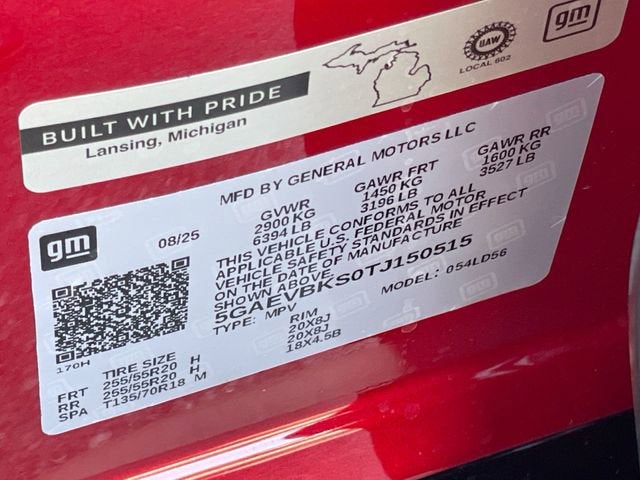 BUILT WITH PRIDE
Lansing, Michigan
UAW
LOCAL 602
gm
gm
08/25
MFD BY GENERAL MOTORS LLC
GVWR GAWR FRT GAWR RR
2900 KG 1450 KG 1600 KG
6394 LB 3196 LB 3527 LB
THIS VEHICLE CONFORMS TO ALL
APPLICABLE U.S. FEDERAL MOTOR
VEHICLE SAFETY STANDARDS IN EFFECT
ON THE DATE OF MANUFACTURE
SHOWN ABOVE.
5GAEVBKS0TJ150515
TYPE: MPV MODEL: 054LD56
170H
TIRE SIZE RIM
FRT 255/55R20 H 20X8J
RR 255/55R20 H 20X8J
SPA T135/70R18 M 18X4.5B